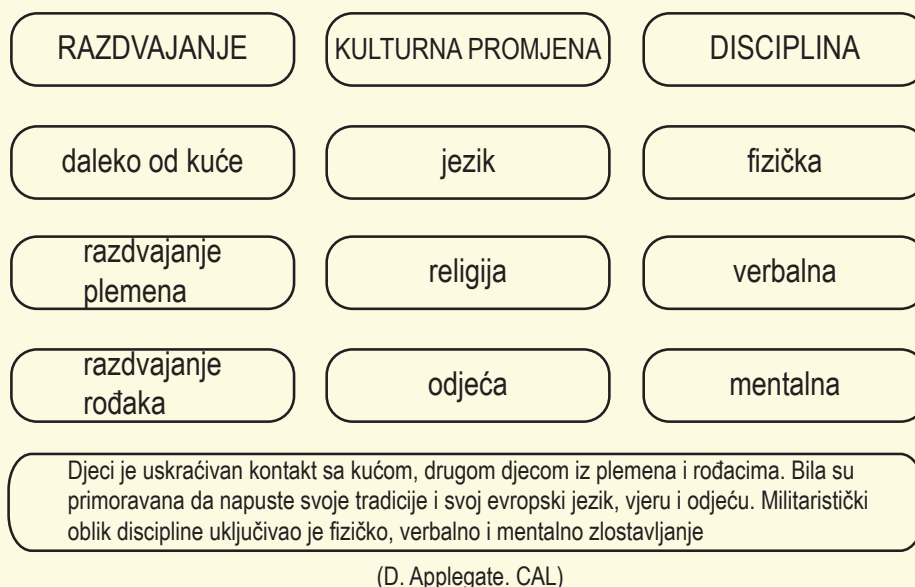 RAZDVAJANJE
KULTURNA PROMJENA
DISCIPLINA
daleko od kuće
jezik
fizička
razdvajanje
plemena
religija
verbalna
razdvajanje
rođaka
odjeća
mentalna
Djeci je uskraćivan kontakt sa kućom, drugom djecom iz plemena i rođacima. Bila su
primoravana da napuste svoje tradicije i svoj evropski jezik, vjeru i odjeću. Militaristički
oblik discipline uključivao je fizičko, verbalno i mentalno zlostavljanje
(D. Applegate. CAL)